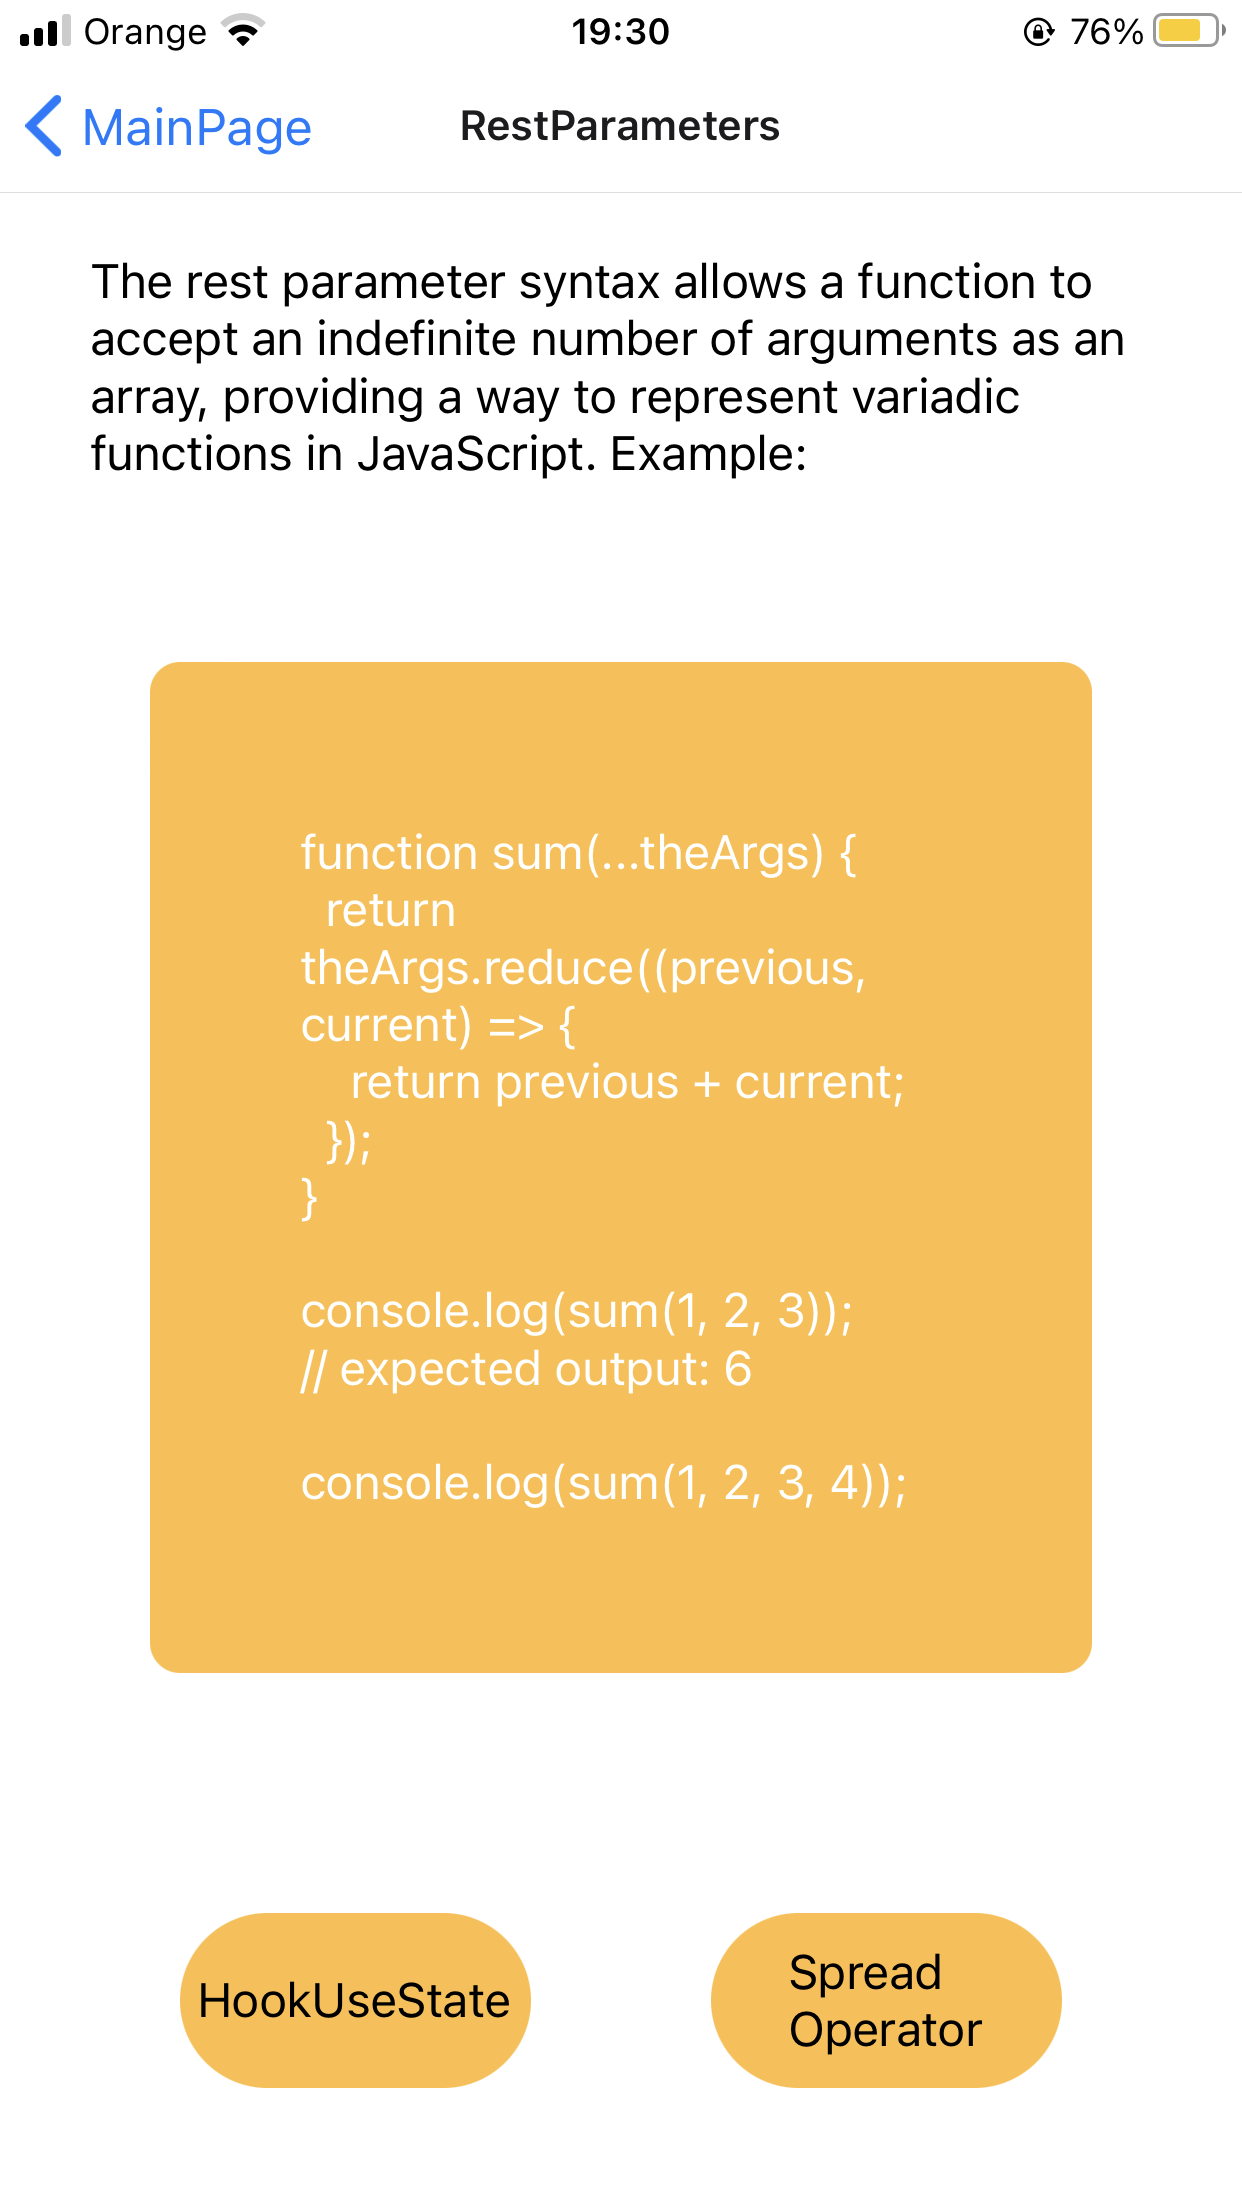 Orange 19:30 76%
MainPage RestParameters
The rest parameter syntax allows a function to
accept an indefinite number of arguments as an
array, providing a way to represent variadic
functions in JavaScript. Example:
function sum(...theArgs) {
  return
theArgs.reduce((previous,
current) => {
    return previous + current;
  });
}
console.log(sum(1, 2, 3));
// expected output: 6
console.log(sum(1, 2, 3, 4));
HookUseState
Spread
Operator